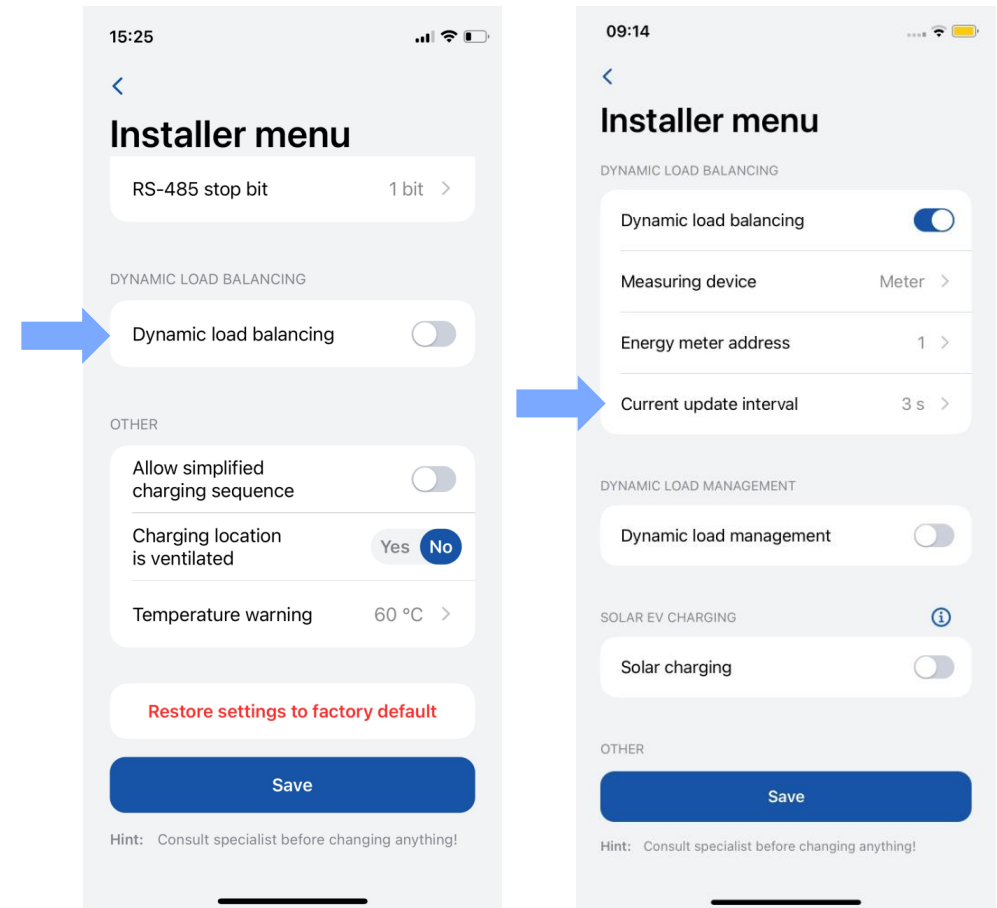 15:25
Installer menu
RS-485 stop bit 1 bit
DYNAMIC LOAD BALANCING
Dynamic load balancing
OTHER
Allow simplified
charging sequence
Charging location
is ventilated
Yes No
Temperature warning 60 °C
Restore settings to factory default
Save
Hint: Consult specialist before changing anything!
09:14
Installer menu
DYNAMIC LOAD BALANCING
Dynamic load balancing
Measuring device Meter
Energy meter address 1
Current update interval 3 s
DYNAMIC LOAD MANAGEMENT
Dynamic load management
SOLAR EV CHARGING
Solar charging
OTHER
Save
Hint: Consult specialist before changing anything!